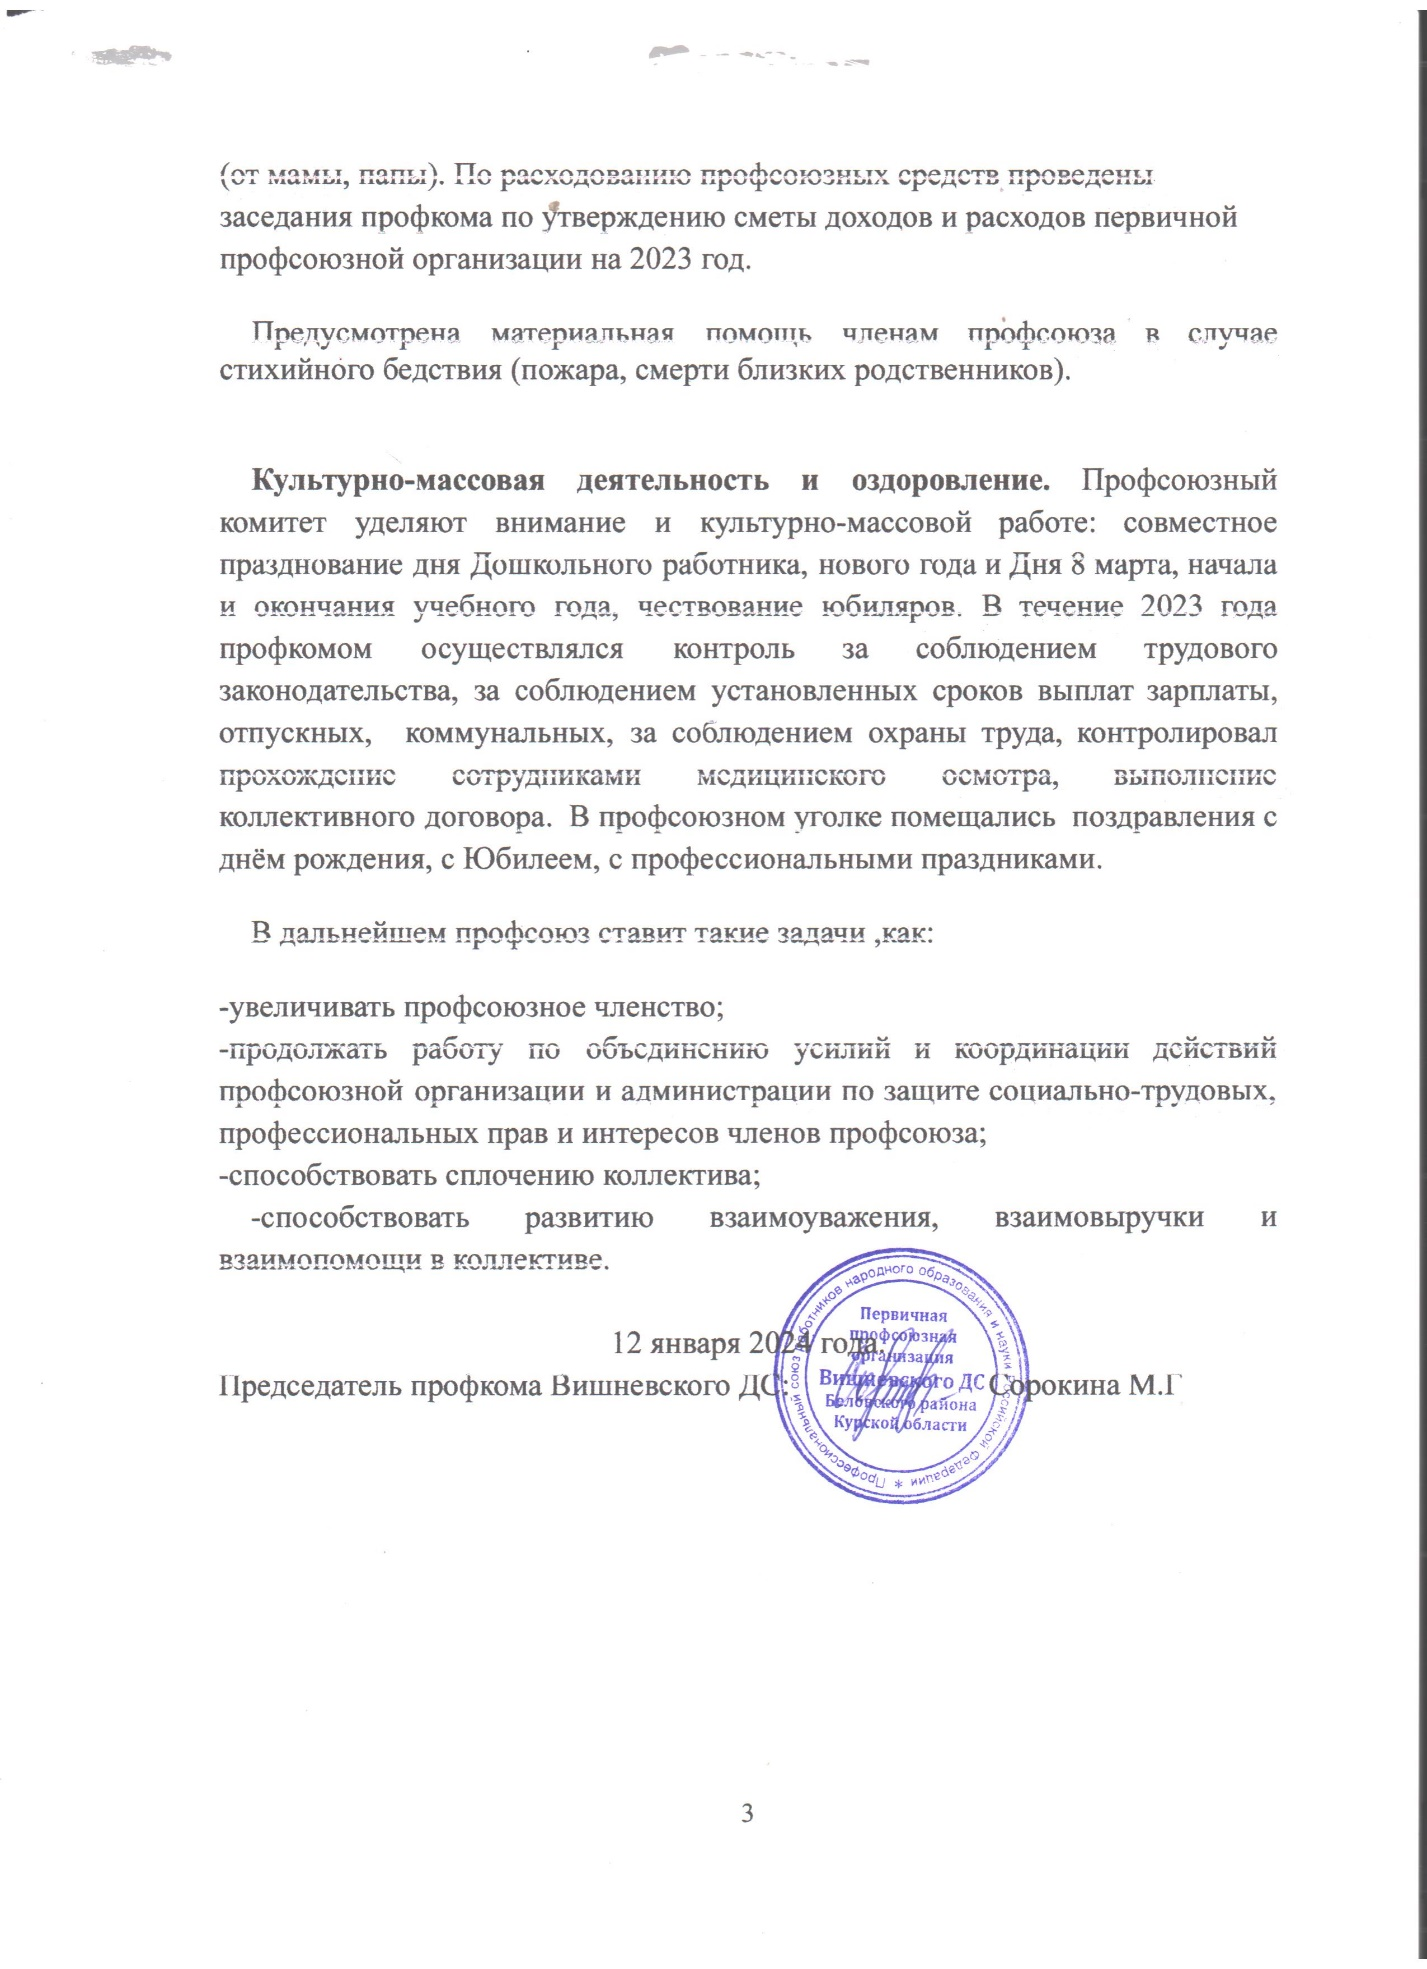 (от мамы, папы). По расходованию профсоюзных средств проведены
заседания профкома по утверждению сметы доходов и расходов первичной
профсоюзной организации на 2023 год.
Предусмотрена материальная помощь членам профсоюза в случае
стихийного бедствия (пожара, смерти близких родственников).
Культурно-массовая деятельность и оздоровление. Профсоюзный
комитет уделяют внимание и культурно-массовой работе: совместное
празднование дня Дошкольного работника, нового года и Дня 8 марта, начала
и окончания учебного года, чествование юбиляров. В течение 2023 года
профкомом осуществлялся контроль за соблюдением трудового
законодательства, за соблюдением установленных сроков выплат зарплаты,
отпускных, коммунальных, за соблюдением охраны труда, контролировал
прохождение сотрудниками медицинского осмотра, выполнение
коллективного договора. В профсоюзном уголке помещались поздравления с
днём рождения, с Юбилеем, с профессиональными праздниками.
В дальнейшем профсоюз ставит такие задачи ,как:
-увеличивать профсоюзное членство;
-продолжать работу по объединению усилий и координации действий
профсоюзной организации и администрации по защите социально-трудовых,
профессиональных прав и интересов членов профсоюза;
-способствовать сплочению коллектива;
-способствовать развитию взаимоуважения, взаимовыручки и
взаимопомощи в коллективе.
12 января 2024 года.
Председатель профкома Вишневского ДС: Сорокина М.Г
Профессиональный союз работников народного образования и науки Российской Федерации *
Первичная
профсоюзная
организация
Вишневского ДС
Беловского района
Курской области
3